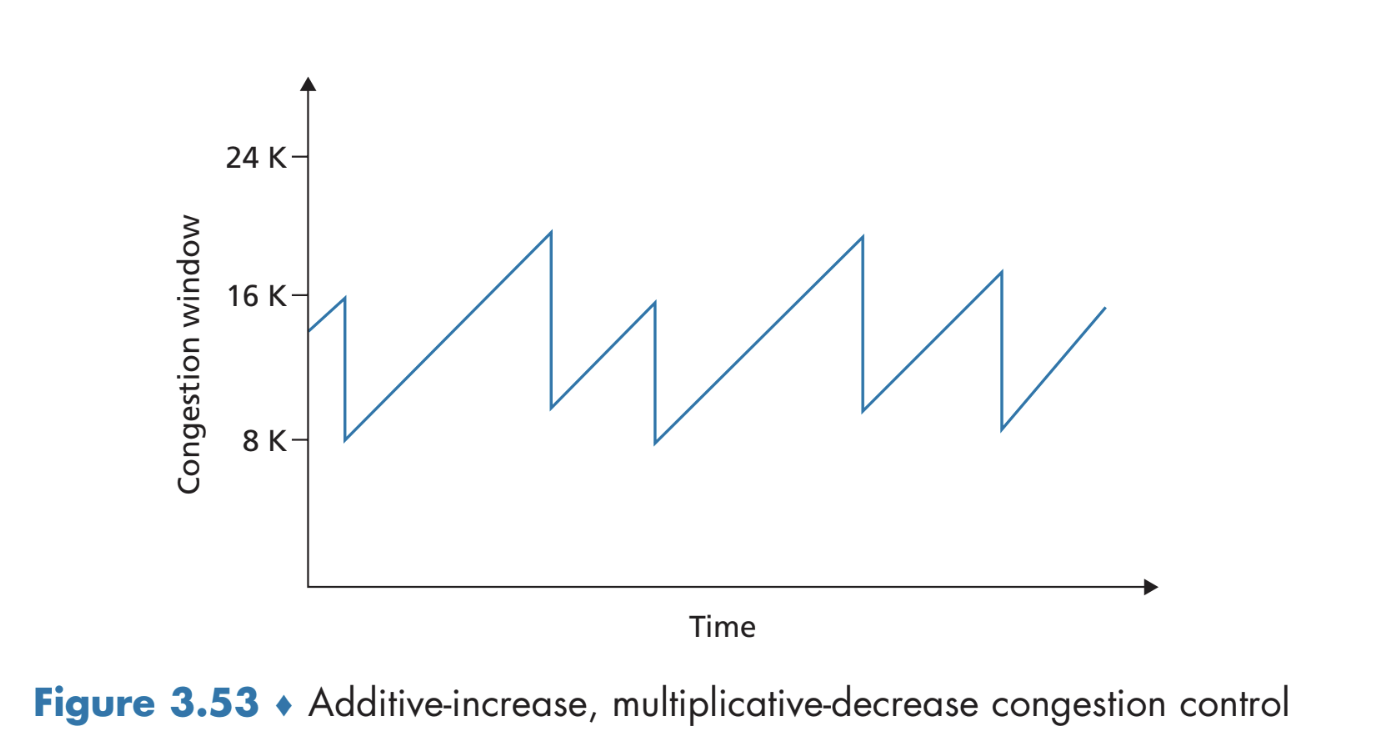 24 K
16 K
8 K
Congestion window
Time
Figure 3.53 ♦ Additive-increase, multiplicative-decrease congestion control